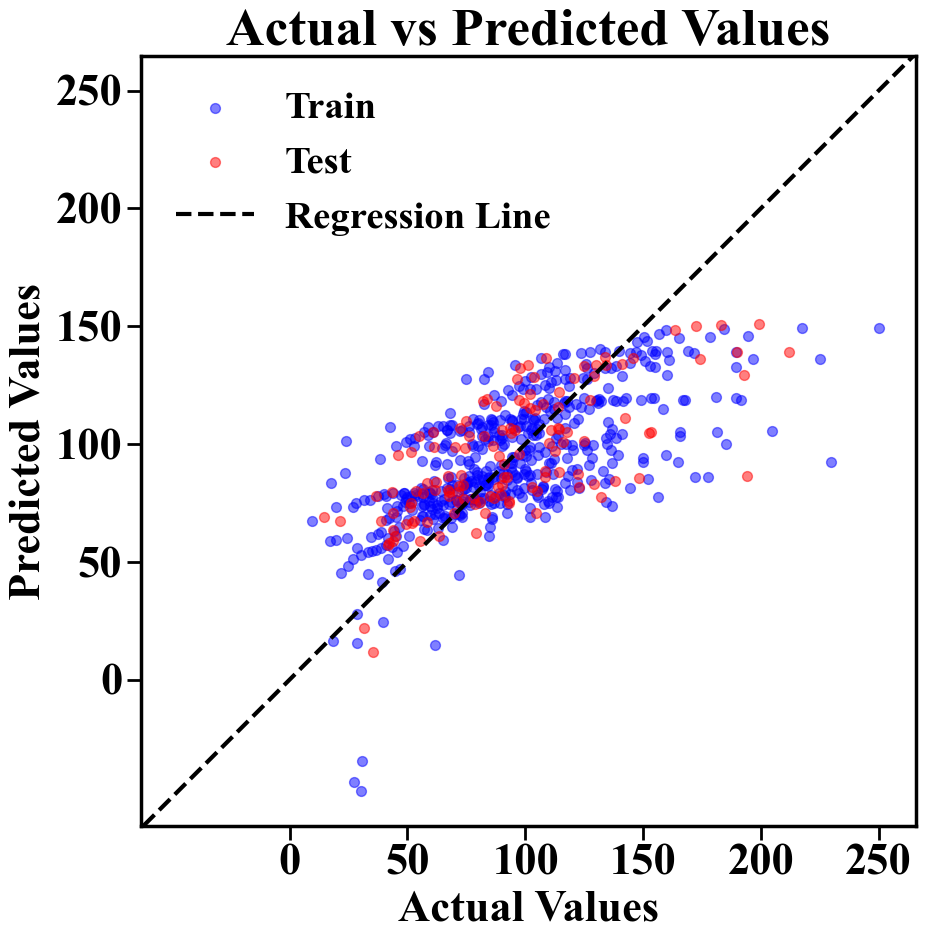 Actual vs Predicted Values
Train
Test
Regression Line
250
200
150
100
50
0
Predicted Values
0 50 100 150 200 250
Actual Values